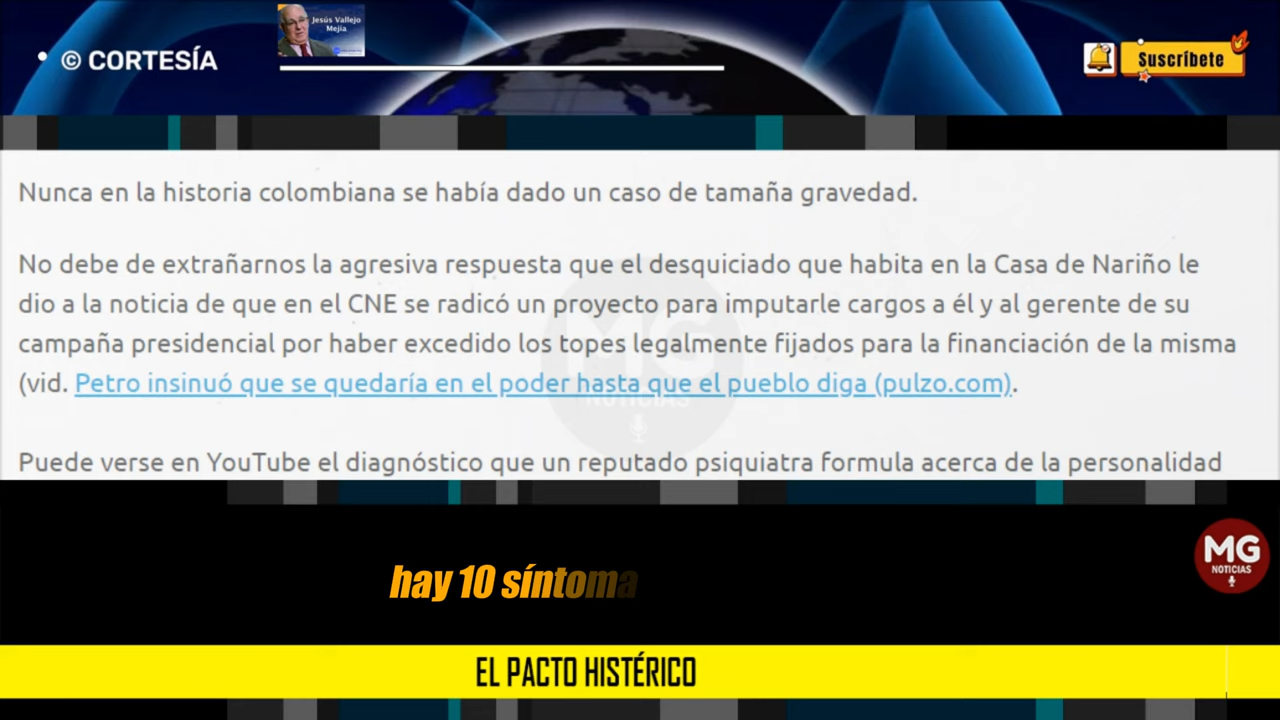 Jesús Vallejo
Mejía
© CORTESÍA
Suscríbete
Nunca en la historia colombiana se había dado un caso de tamaña gravedad.
No debe de extrañarnos la agresiva respuesta que el desquiciado que habita en la Casa de Nariño le
dio a la noticia de que en el CNE se radicó un proyecto para imputarle cargos a él y al gerente de su
campaña presidencial por haber excedido los topes legalmente fijados para la financiación de la misma
(vid. Petro insinuó que se quedaría en el poder hasta que el pueblo diga (pulzo.com).
MG
NOTICIAS
Puede verse en YouTube el diagnóstico que un reputado psiquiatra formula acerca de la personalidad
hay 10 síntoma
MG
NOTICIAS
EL PACTO HISTÉRICO